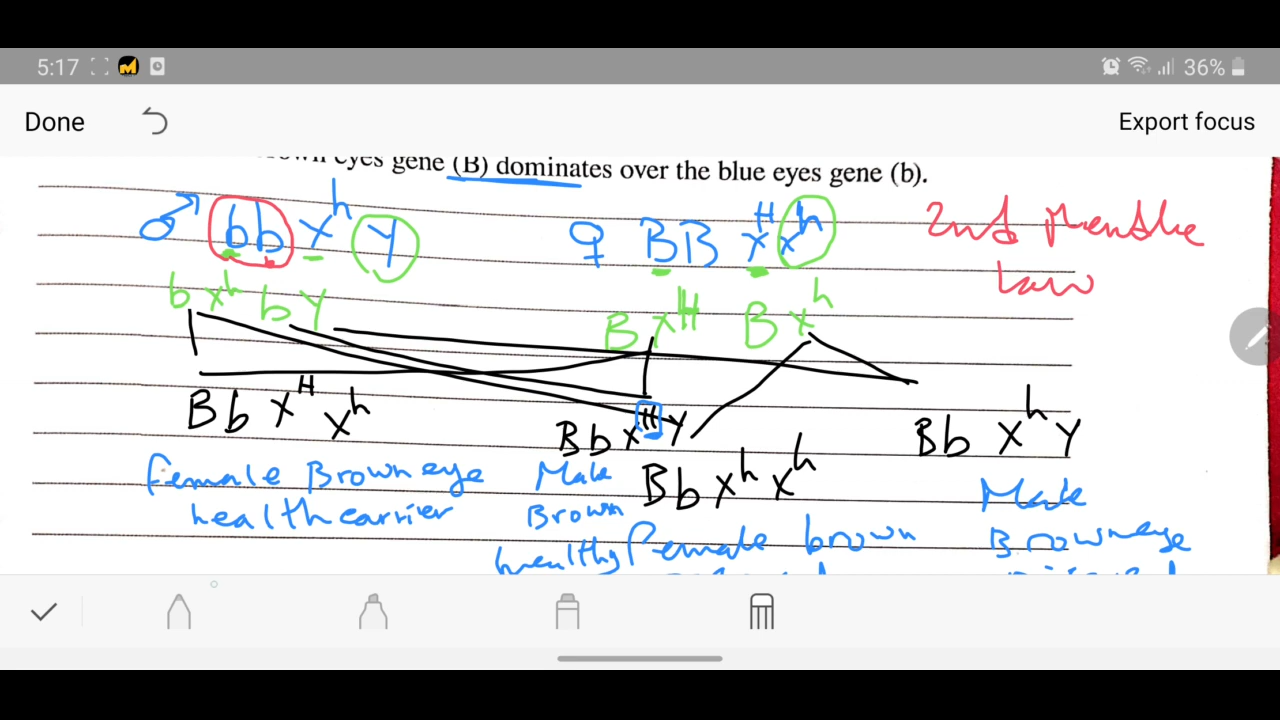 5:17 36%
Done Export focus
eyes gene (B) dominates over the blue eyes gene (b).
♂ bb X^h Y ♀ BB X^H X^h 2nd
law
b X^h b Y B X^H B X^h
Bb X^H X^h Bb X^H Y Bb X^h Y
Bb X^h X^h
Female Brown eye Male Male
health carrier Brown Brown eye
healthy Female brown